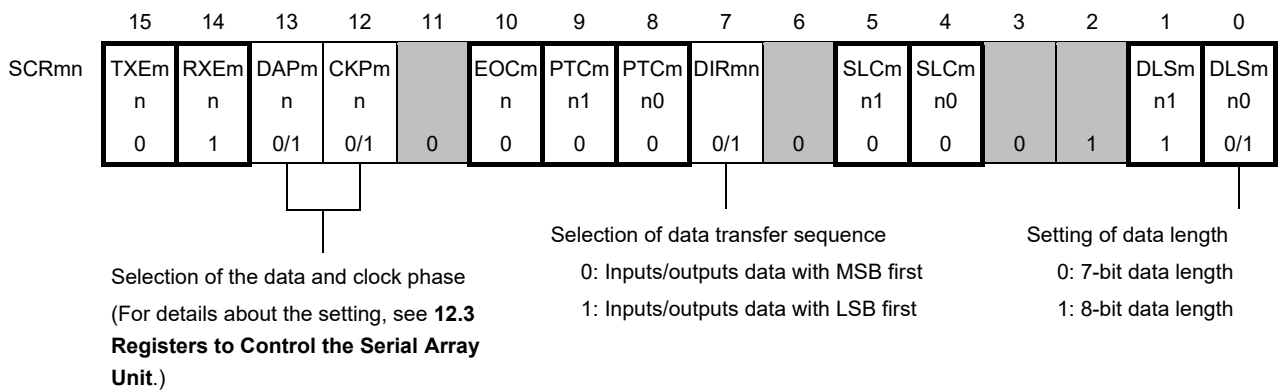 15 14 13 12 11 10 9 8 7 6 5 4 3 2 1 0
SCRmn TXEm RXEm DAPm CKPm EOCm PTCm PTCm DIRmn SLCm SLCm DLSm DLSm
n n n n n n1 n0 n1 n0 n1 n0
0 1 0/1 0/1 0 0 0 0 0/1 0 0 0 0 1 1 0/1
Selection of the data and clock phase
(For details about the setting, see 12.3
Registers to Control the Serial Array
Unit.)
Selection of data transfer sequence
0: Inputs/outputs data with MSB first
1: Inputs/outputs data with LSB first
Setting of data length
0: 7-bit data length
1: 8-bit data length